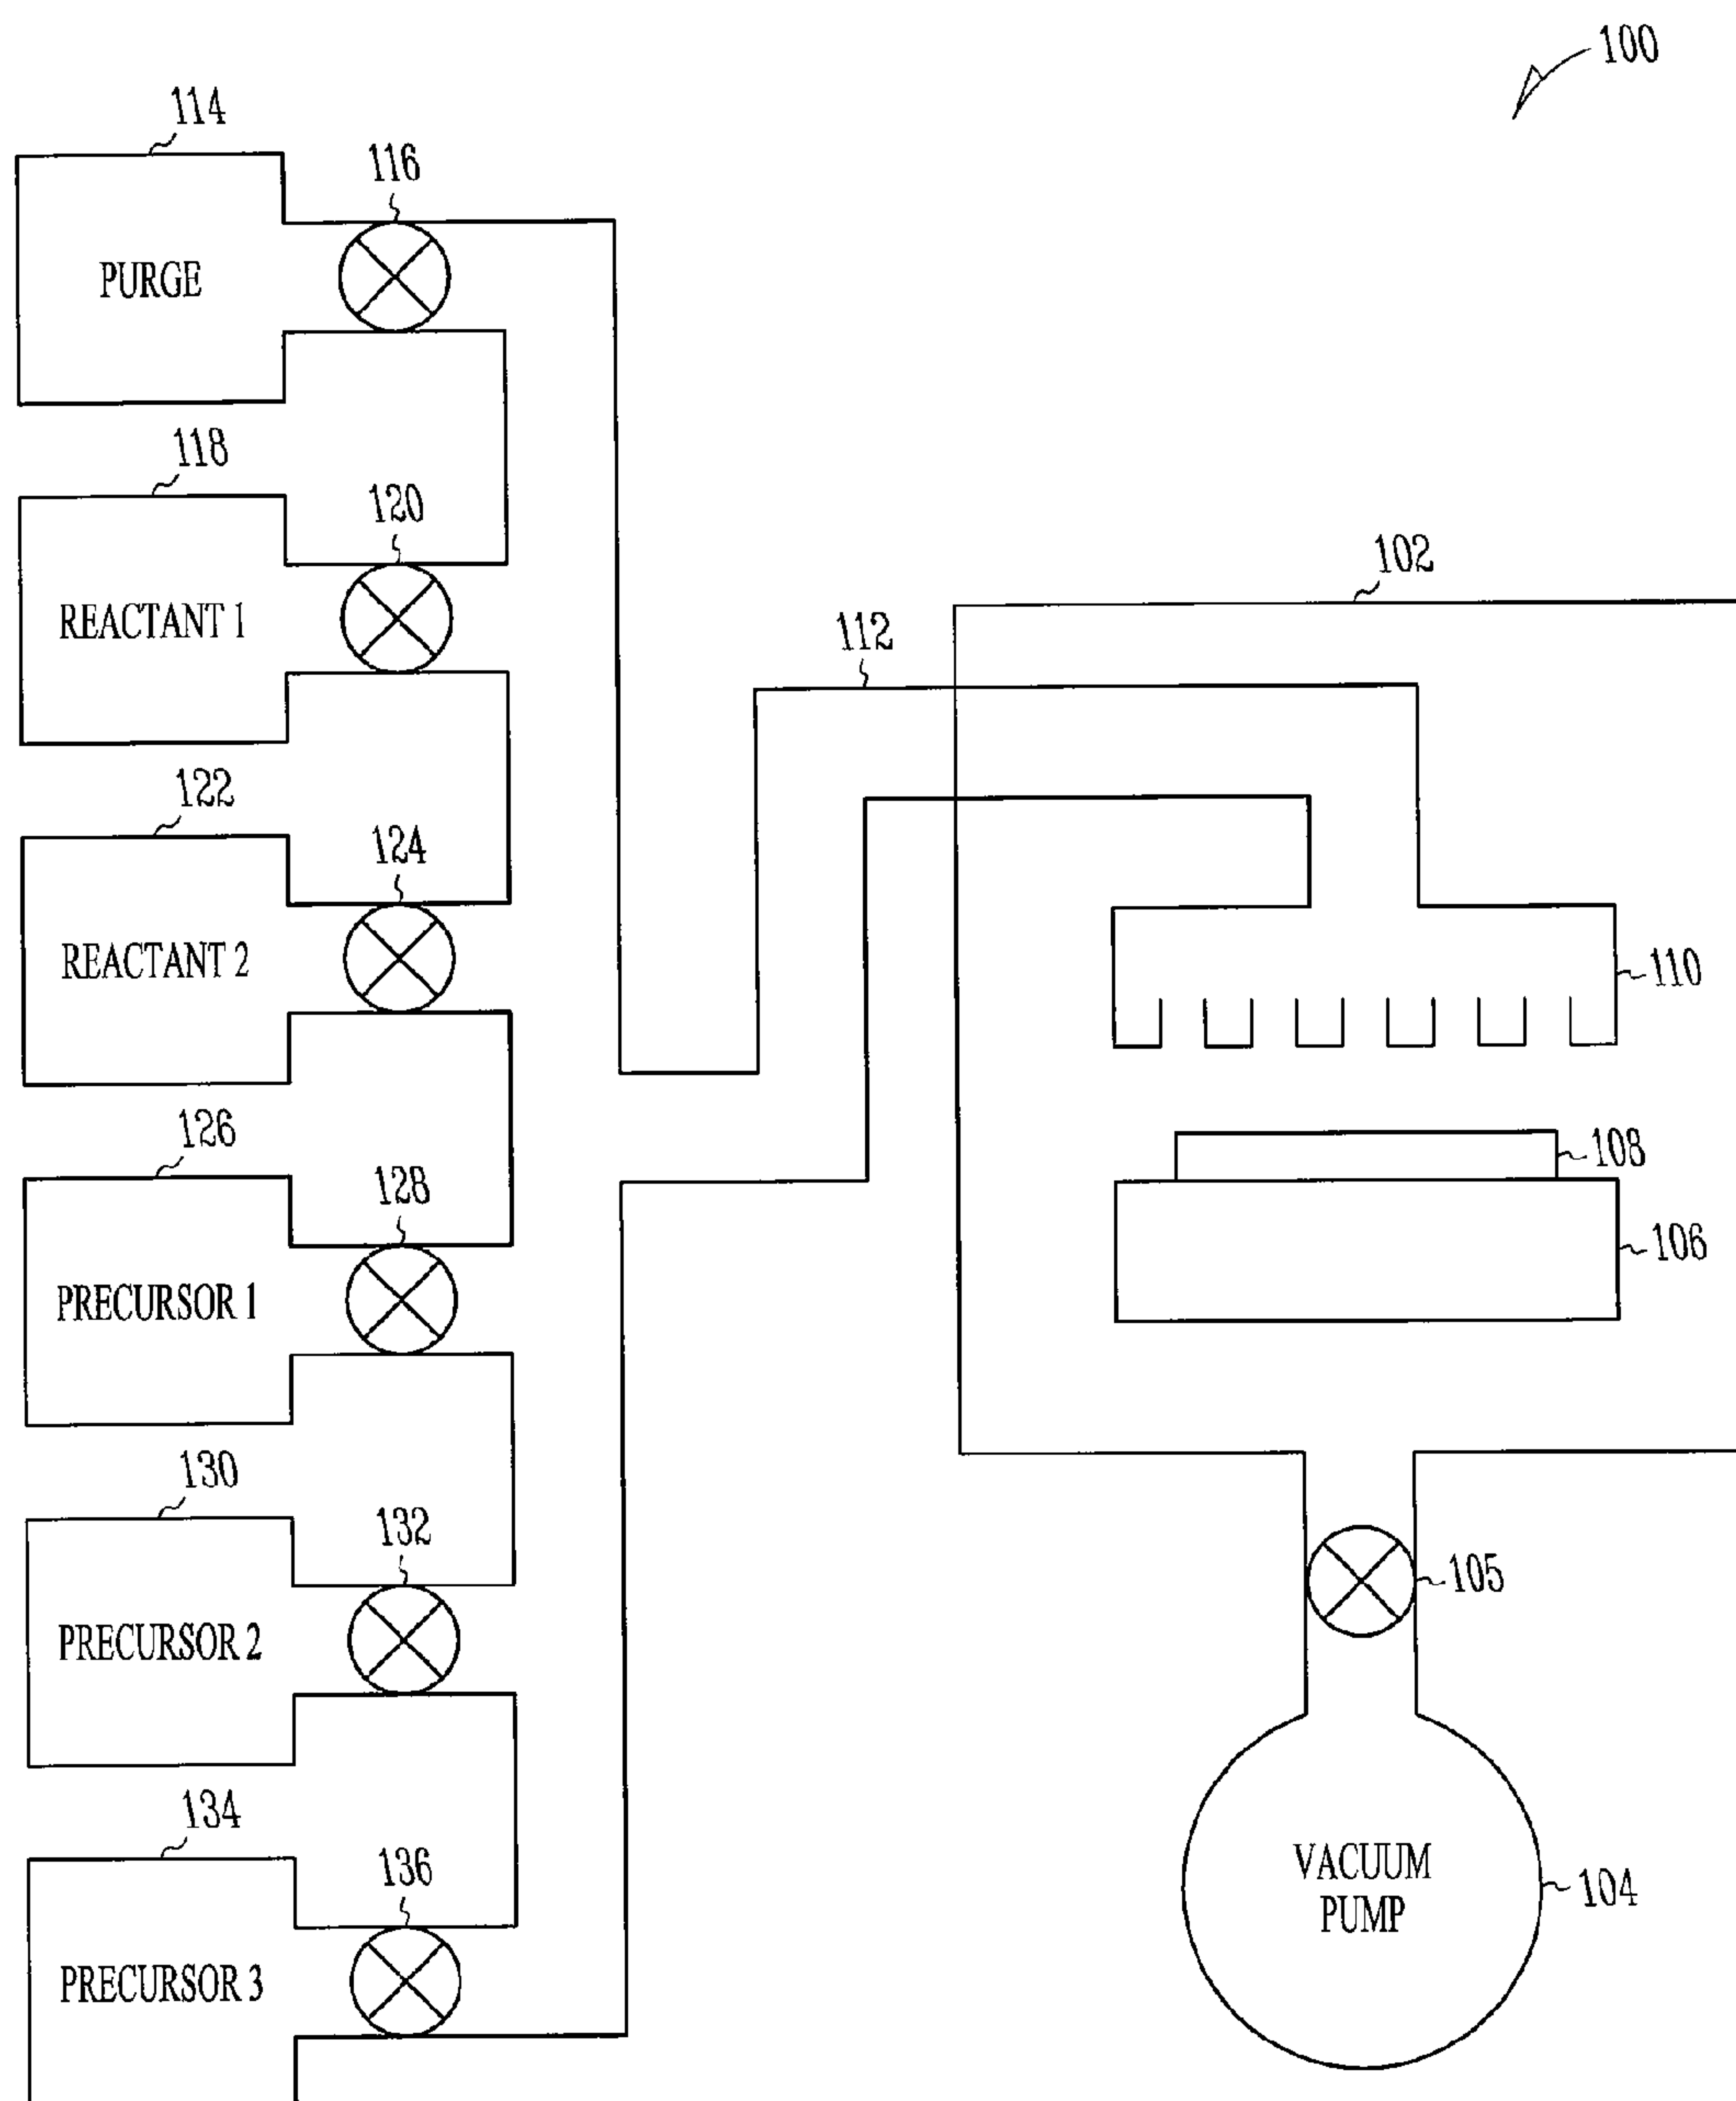 100
114
116
PURGE
118
120
REACTANT 1
102
112
122
124
REACTANT 2
110
126
128
108
PRECURSOR 1
106
130
132
105
PRECURSOR 2
134
136
VACUUM
PUMP
104
PRECURSOR 3